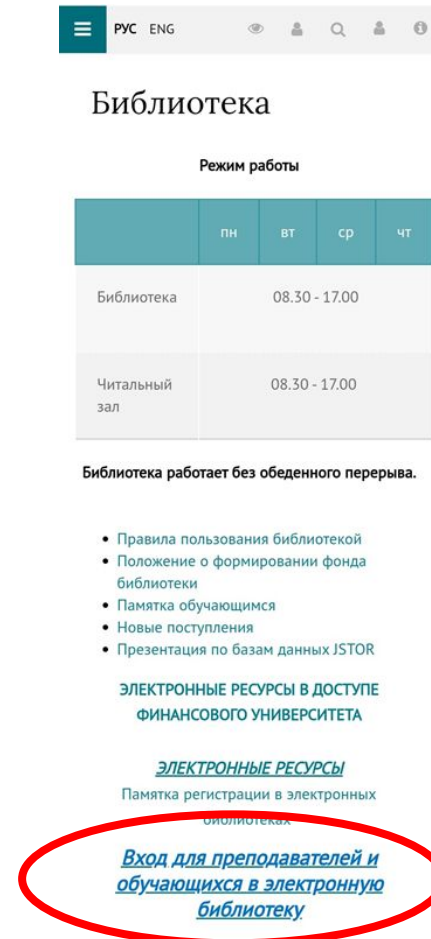 РУС ENG
Библиотека
Режим работы
пн вт ср чт
Библиотека 08.30 - 17.00
Читальный 08.30 - 17.00
зал
Библиотека работает без обеденного перерыва.
• Правила пользования библиотекой
• Положение о формировании фонда
библиотеки
• Памятка обучающимся
• Новые поступления
• Презентация по базам данных JSTOR
ЭЛЕКТРОННЫЕ РЕСУРСЫ В ДОСТУПЕ
ФИНАНСОВОГО УНИВЕРСИТЕТА
ЭЛЕКТРОННЫЕ РЕСУРСЫ
Памятка регистрации в электронных
библиотеках
Вход для преподавателей и
обучающихся в электронную
библиотеку